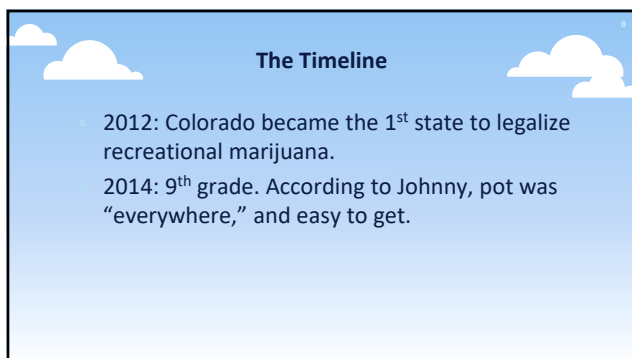 8
The Timeline
2012: Colorado became the 1st state to legalize
recreational marijuana.
2014: 9th grade. According to Johnny, pot was
“everywhere,” and easy to get.